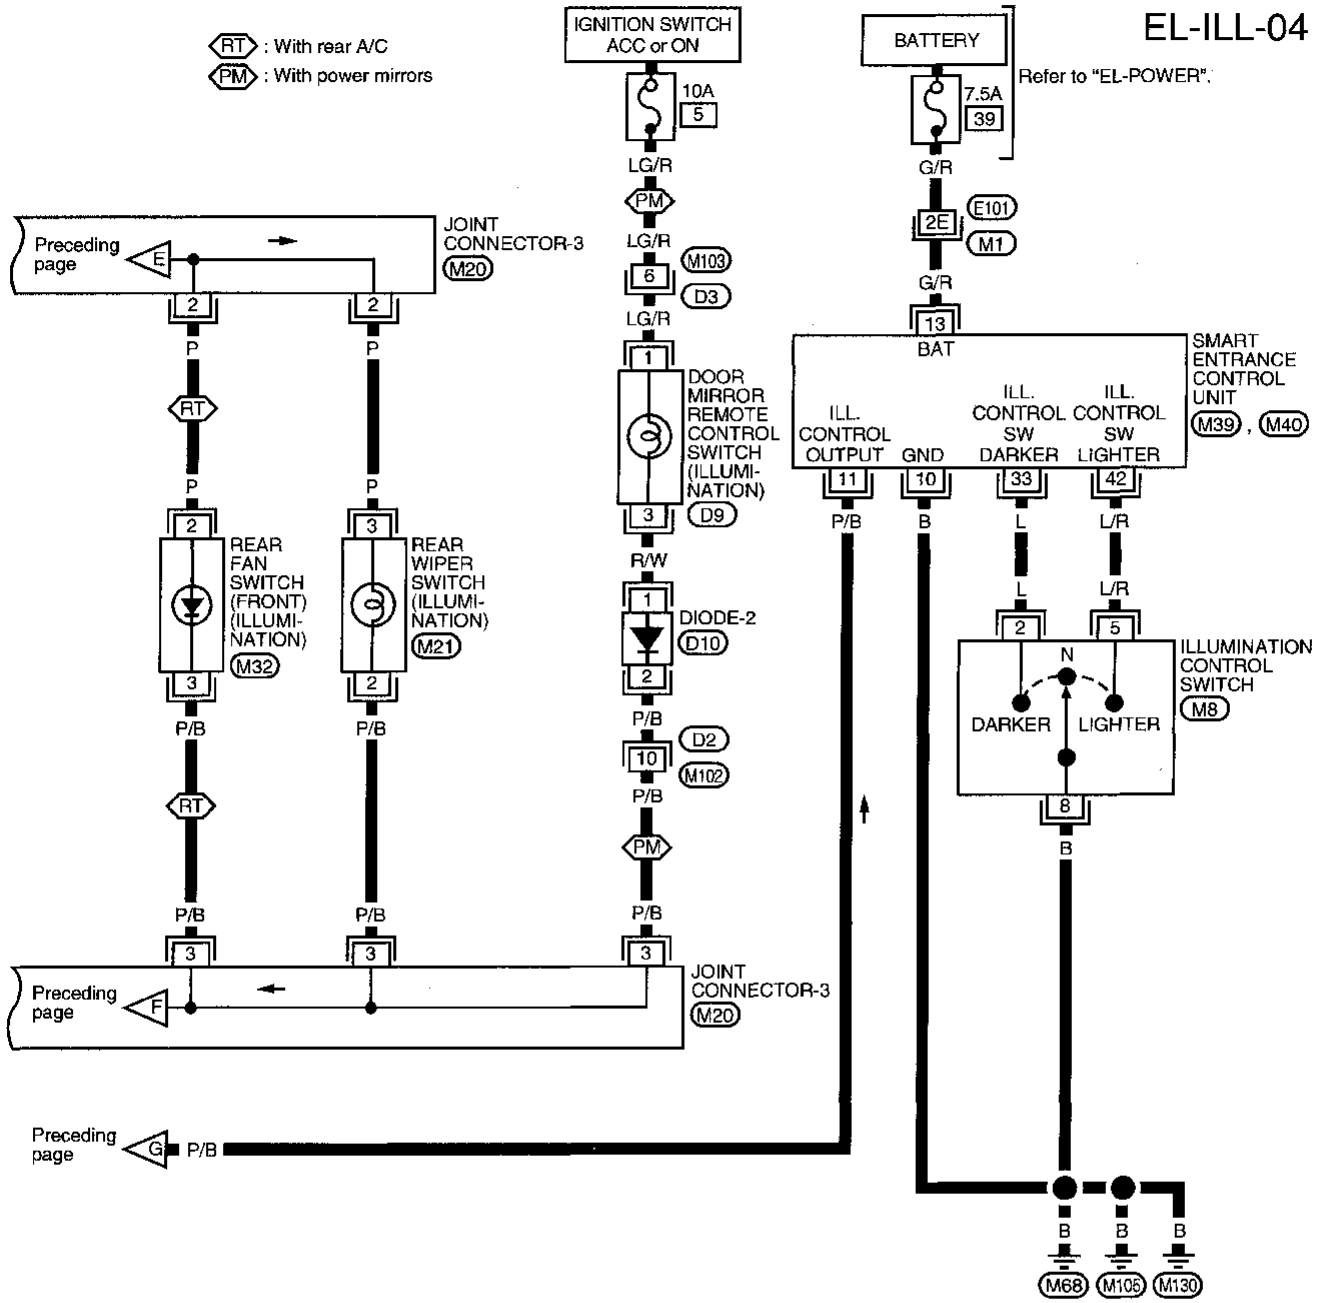 EL-ILL-04
RT : With rear A/C
PM : With power mirrors
IGNITION SWITCH
ACC or ON
10A
5
LG/R
PM
LG/R
6
M103
D3
LG/R
1
DOOR
MIRROR
REMOTE
CONTROL
SWITCH
(ILLUMI-
NATION)
D9
3
R/W
1
DIODE-2
D10
2
P/B
10
D2
M102
P/B
PM
P/B
3
BATTERY
Refer to "EL-POWER".
7.5A
39
G/R
2E
E101
M1
G/R
13
BAT
SMART
ENTRANCE
CONTROL
UNIT
M39 , M40
ILL.
CONTROL
OUTPUT
GND
ILL.
CONTROL
SW
DARKER
ILL.
CONTROL
SW
LIGHTER
11
10
33
42
P/B
B
L
L/R
L
L/R
2
5
N
DARKER
LIGHTER
ILLUMINATION
CONTROL
SWITCH
M8
8
B
Preceding
page
E
JOINT
CONNECTOR-3
M20
2
2
P
P
RT
P
P
2
3
REAR
FAN
SWITCH
(FRONT)
(ILLUMI-
NATION)
M32
REAR
WIPER
SWITCH
(ILLUMI-
NATION)
M21
3
2
P/B
P/B
RT
P/B
P/B
3
3
Preceding
page
F
JOINT
CONNECTOR-3
M20
Preceding
page
G
P/B
B
B
B
M68
M105
M130